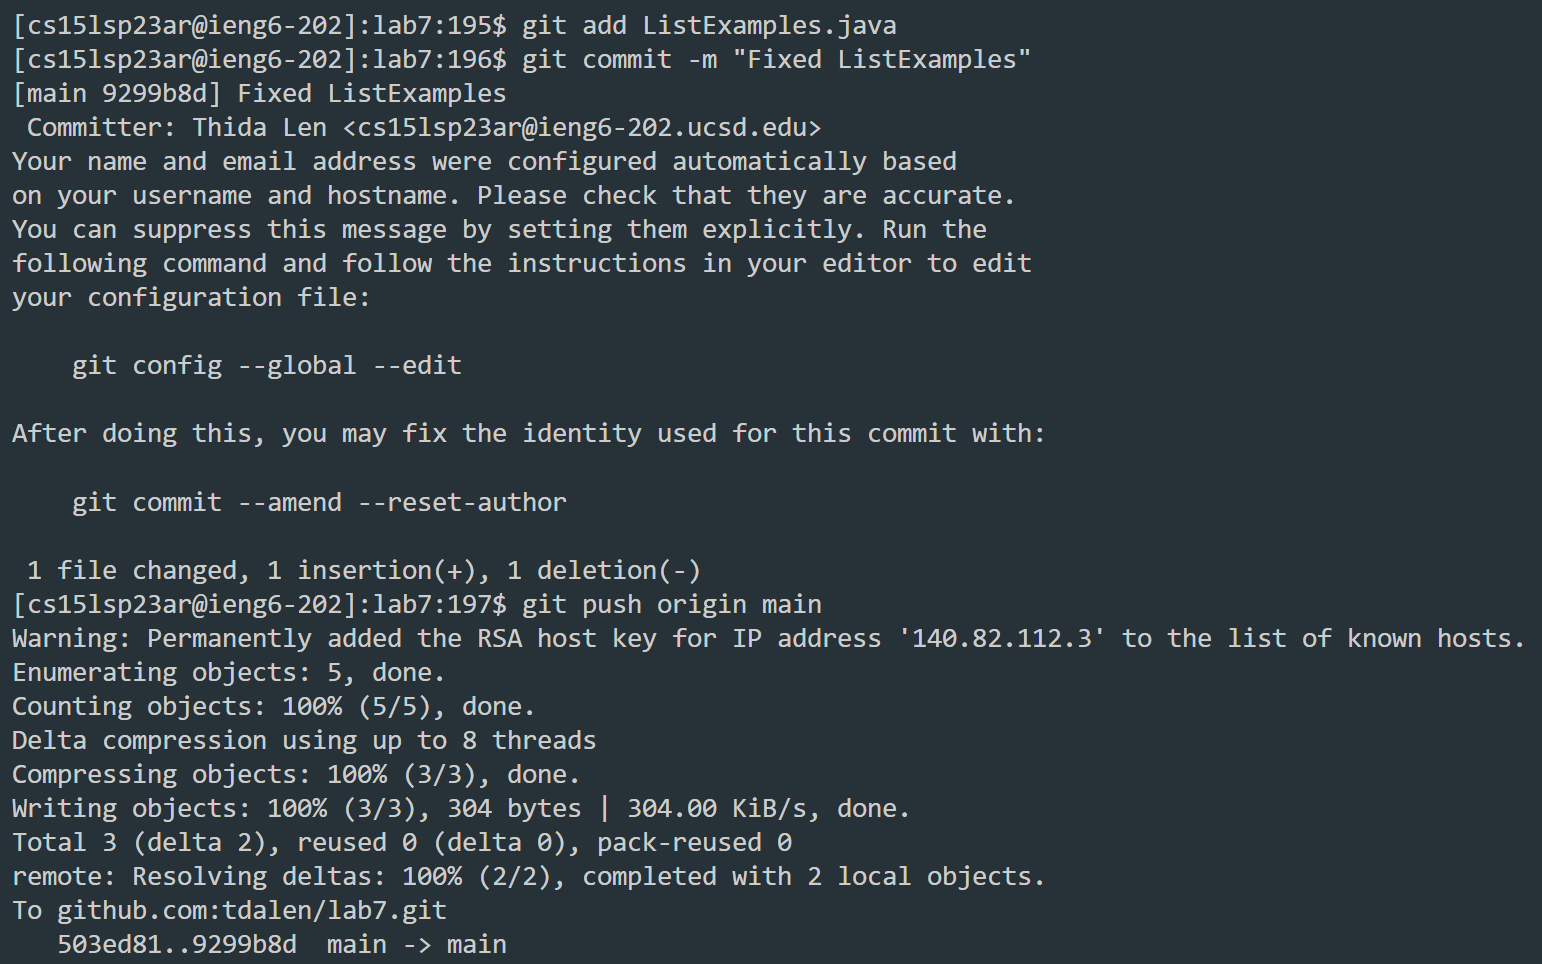 [cs15lsp23ar@ieng6-202]:lab7:195$ git add ListExamples.java
[cs15lsp23ar@ieng6-202]:lab7:196$ git commit -m "Fixed ListExamples"
[main 9299b8d] Fixed ListExamples
 Committer: Thida Len <cs15lsp23ar@ieng6-202.ucsd.edu>
Your name and email address were configured automatically based
on your username and hostname. Please check that they are accurate.
You can suppress this message by setting them explicitly. Run the
following command and follow the instructions in your editor to edit
your configuration file:

    git config --global --edit

After doing this, you may fix the identity used for this commit with:

    git commit --amend --reset-author

 1 file changed, 1 insertion(+), 1 deletion(-)
[cs15lsp23ar@ieng6-202]:lab7:197$ git push origin main
Warning: Permanently added the RSA host key for IP address '140.82.112.3' to the list of known hosts.
Enumerating objects: 5, done.
Counting objects: 100% (5/5), done.
Delta compression using up to 8 threads
Compressing objects: 100% (3/3), done.
Writing objects: 100% (3/3), 304 bytes | 304.00 KiB/s, done.
Total 3 (delta 2), reused 0 (delta 0), pack-reused 0
remote: Resolving deltas: 100% (2/2), completed with 2 local objects.
To github.com:tdalen/lab7.git
   503ed81..9299b8d  main -> main